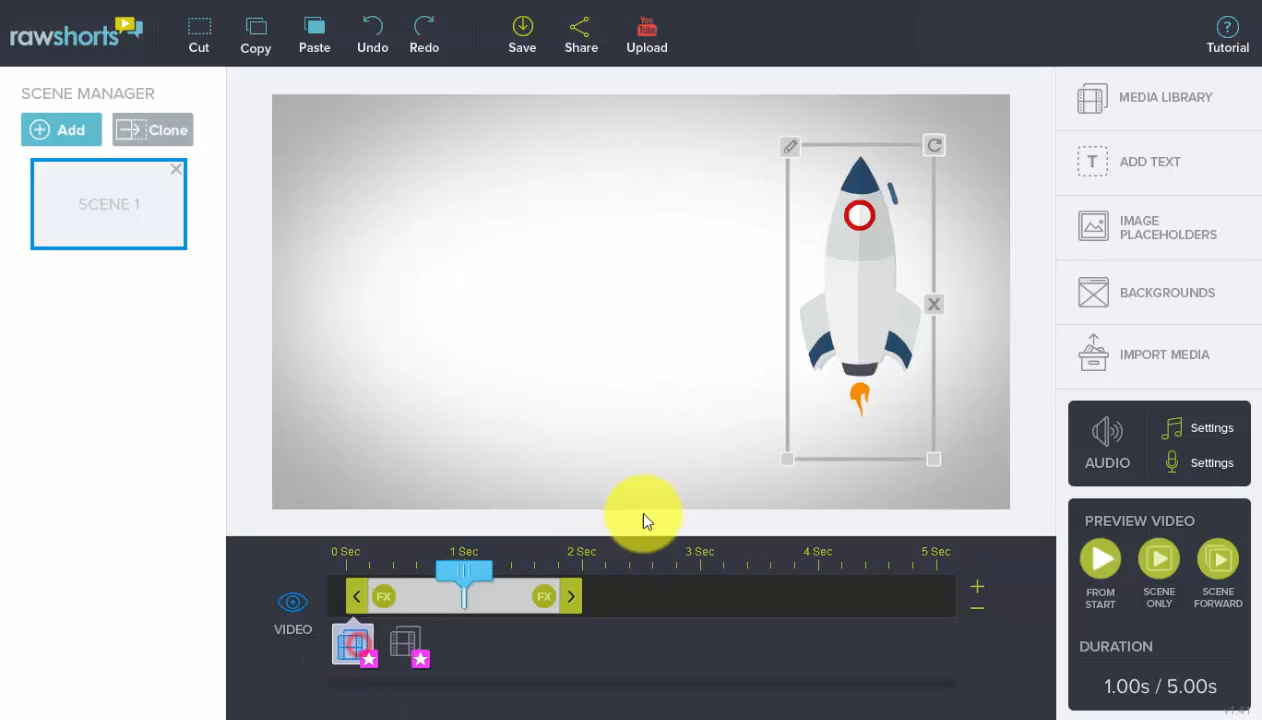 rawshorts
Cut
Copy
Paste
Undo
Redo
Save
Share
You
Tube
Upload
Tutorial
SCENE MANAGER
Add
Clone
SCENE 1
MEDIA LIBRARY
T
ADD TEXT
IMAGE
PLACEHOLDERS
BACKGROUNDS
IMPORT MEDIA
AUDIO
Settings
Settings
PREVIEW VIDEO
FROM
START
SCENE
ONLY
SCENE
FORWARD
DURATION
1.00s / 5.00s
0 Sec
1 Sec
2 Sec
3 Sec
4 Sec
5 Sec
FX
FX
VIDEO